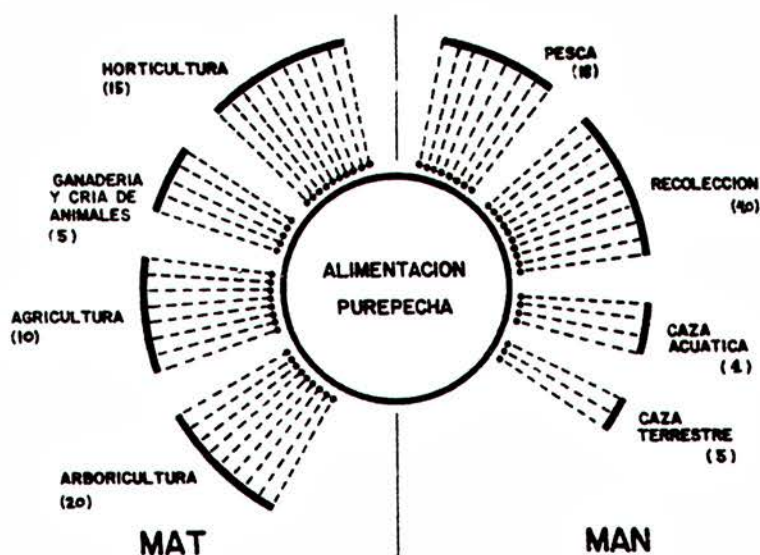 HORTICULTURA
(15)
GANADERIA
Y CRIA DE
ANIMALES
(5)
AGRICULTURA
(10)
ARBORICULTURA
(20)
MAT
ALIMENTACION
PUREPECHA
PESCA
(18)
RECOLECCION
(40)
CAZA
ACUATICA
(4)
CAZA
TERRESTRE
(5)
MAN